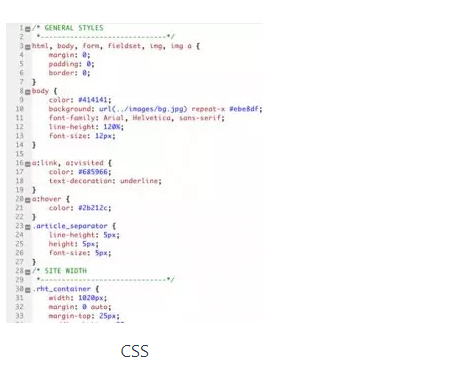 1 /* GENERAL STYLES
2 *------------------------------*/
3 html, body, form, fieldset, img, img a {
4 margin: 0;
5 padding: 0;
6 border: 0;
7 }
8 body {
9 color: #414141;
10 background: url(../images/bg.jpg) repeat-x #ebe8df;
11 font-family: Arial, Helvetica, sans-serif;
12 line-height: 120%;
13 font-size: 12px;
14 }
15
16 a:link, a:visited {
17 color: #685966;
18 text-decoration: underline;
19 }
20 a:hover {
21 color: #2b212c;
22 }
23 .article_separator {
24 line-height: 5px;
25 height: 5px;
26 font-size: 5px;
27 }
28 /* SITE WIDTH
29 *------------------------------*/
30 .rht_container {
31 width: 1020px;
32 margin: 0 auto;
33 margin-top: 25px;
CSS